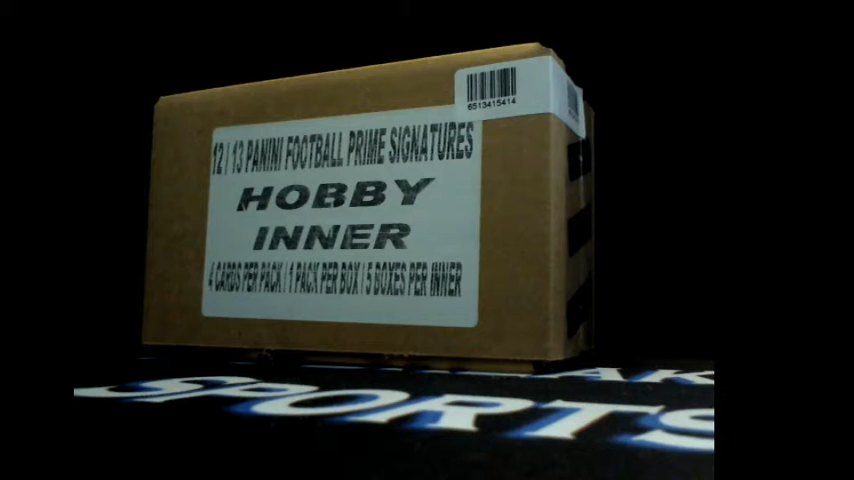 6513415414
12 / 13 PANINI FOOTBALL PRIME SIGNATURES
HOBBY
INNER
4 CARDS PER PACK / 1 PACK PER BOX / 5 BOXES PER INNER
SPORTS